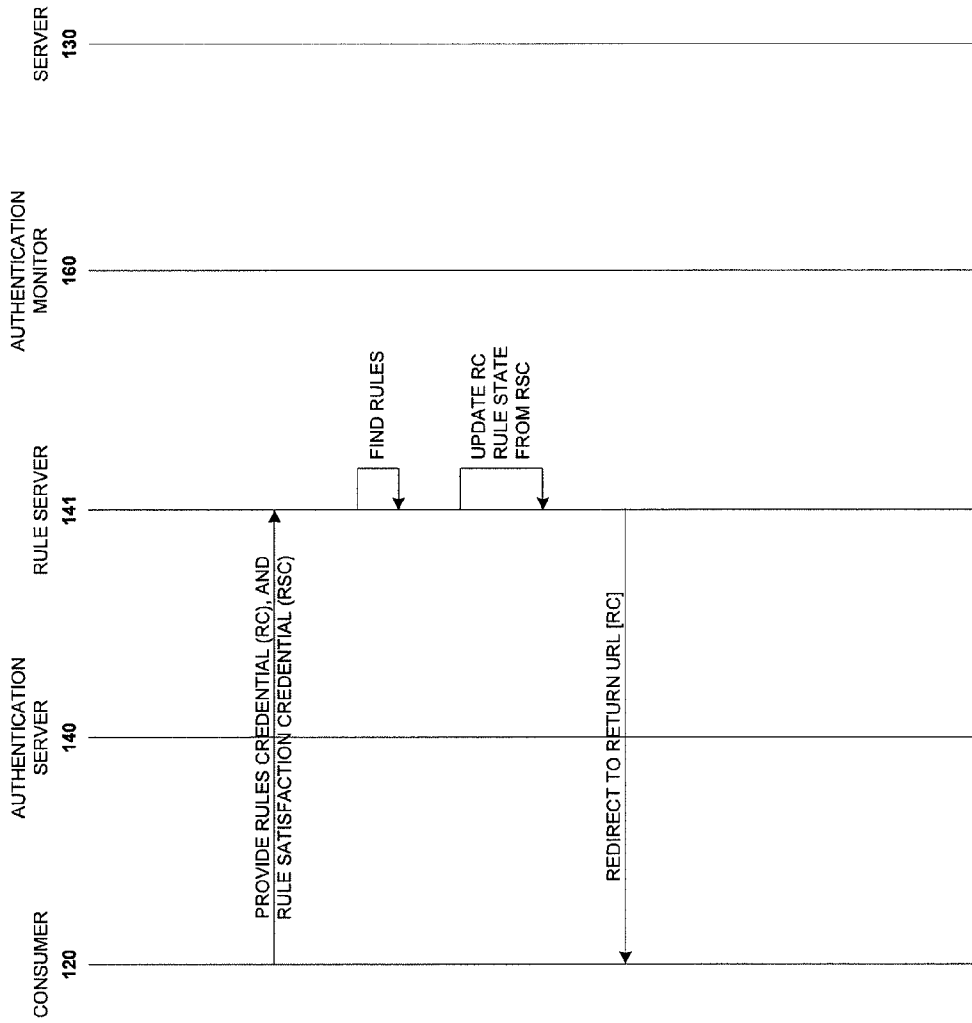 CONSUMER
120
AUTHENTICATION
SERVER
140
RULE SERVER
141
AUTHENTICATION
MONITOR
160
SERVER
130
PROVIDE RULES CREDENTIAL (RC), AND
RULE SATISFACTION CREDENTIAL (RSC)
FIND RULES
UPDATE RC
RULE STATE
FROM RSC
REDIRECT TO RETURN URL [RC]